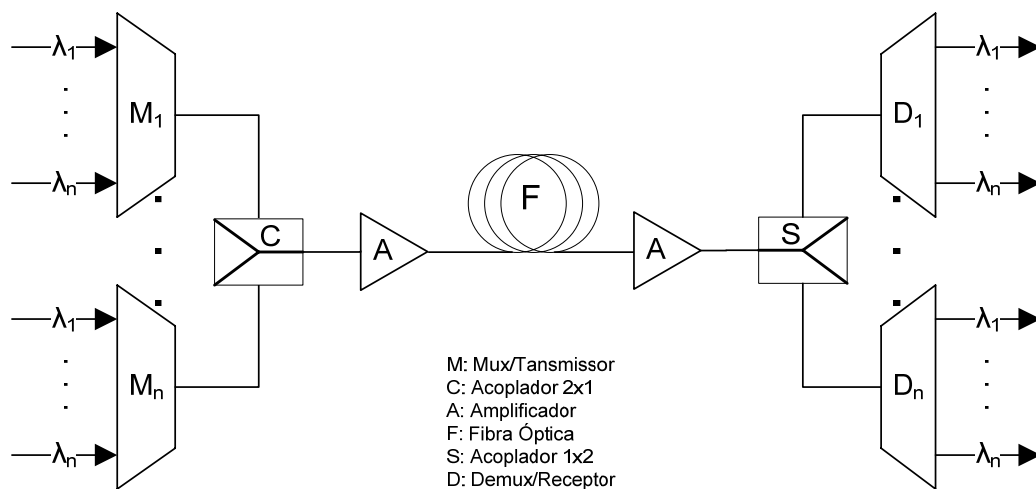 λ1
M1
λn
λ1
Mn
λn
C
A
F
A
S
D1
λ1
λn
Dn
λ1
λn
M: Mux/Tansmissor
C: Acoplador 2x1
A: Amplificador
F: Fibra Óptica
S: Acoplador 1x2
D: Demux/Receptor